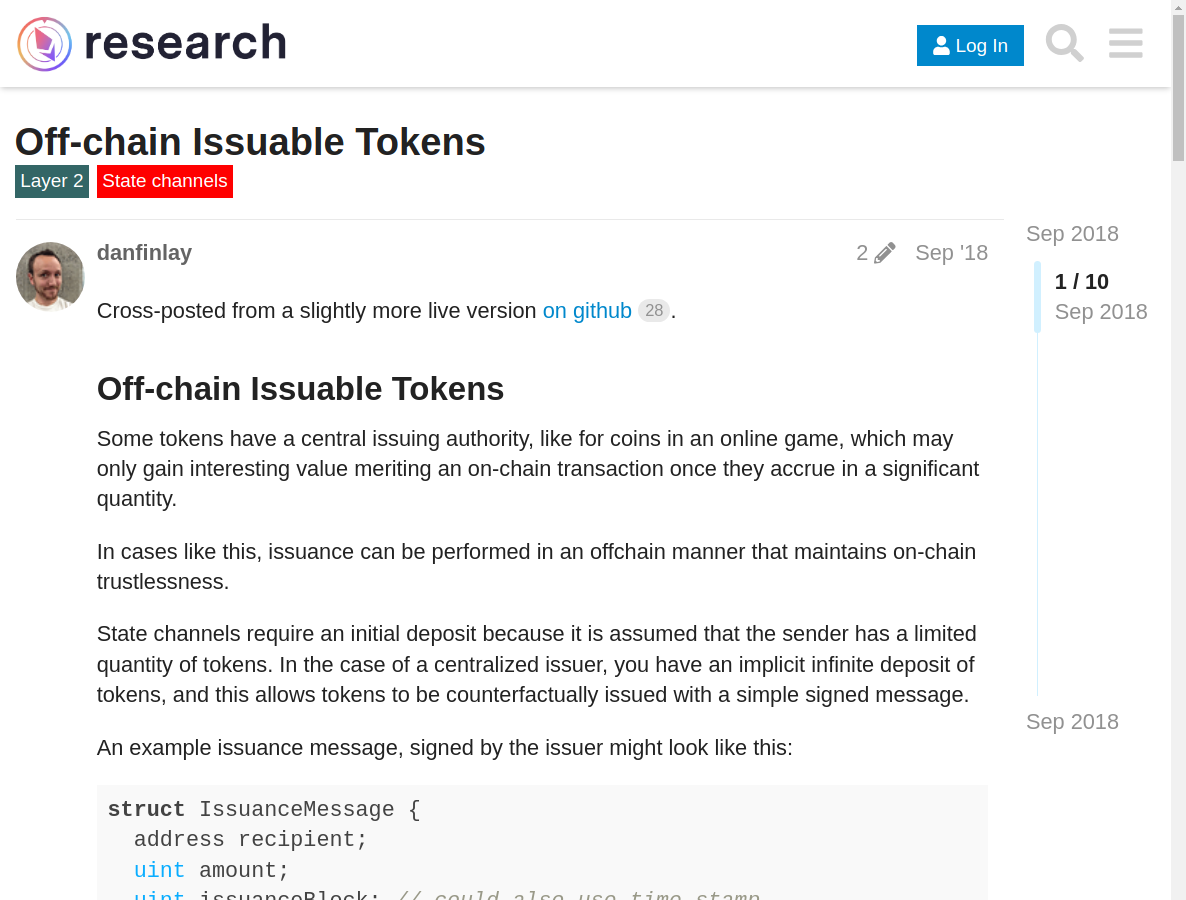 research
Log In
Off-chain Issuable Tokens
Layer 2 State channels
danfinlay
2 Sep '18
Sep 2018
1 / 10
Sep 2018
Cross-posted from a slightly more live version on github 28.
Off-chain Issuable Tokens
Some tokens have a central issuing authority, like for coins in an online game, which may
only gain interesting value meriting an on-chain transaction once they accrue in a significant
quantity.
In cases like this, issuance can be performed in an offchain manner that maintains on-chain
trustlessness.
State channels require an initial deposit because it is assumed that the sender has a limited
quantity of tokens. In the case of a centralized issuer, you have an implicit infinite deposit of
tokens, and this allows tokens to be counterfactually issued with a simple signed message.
Sep 2018
An example issuance message, signed by the issuer might look like this:
struct IssuanceMessage {
address recipient;
uint amount;
uint issuanceBlock; // could also use time stamp